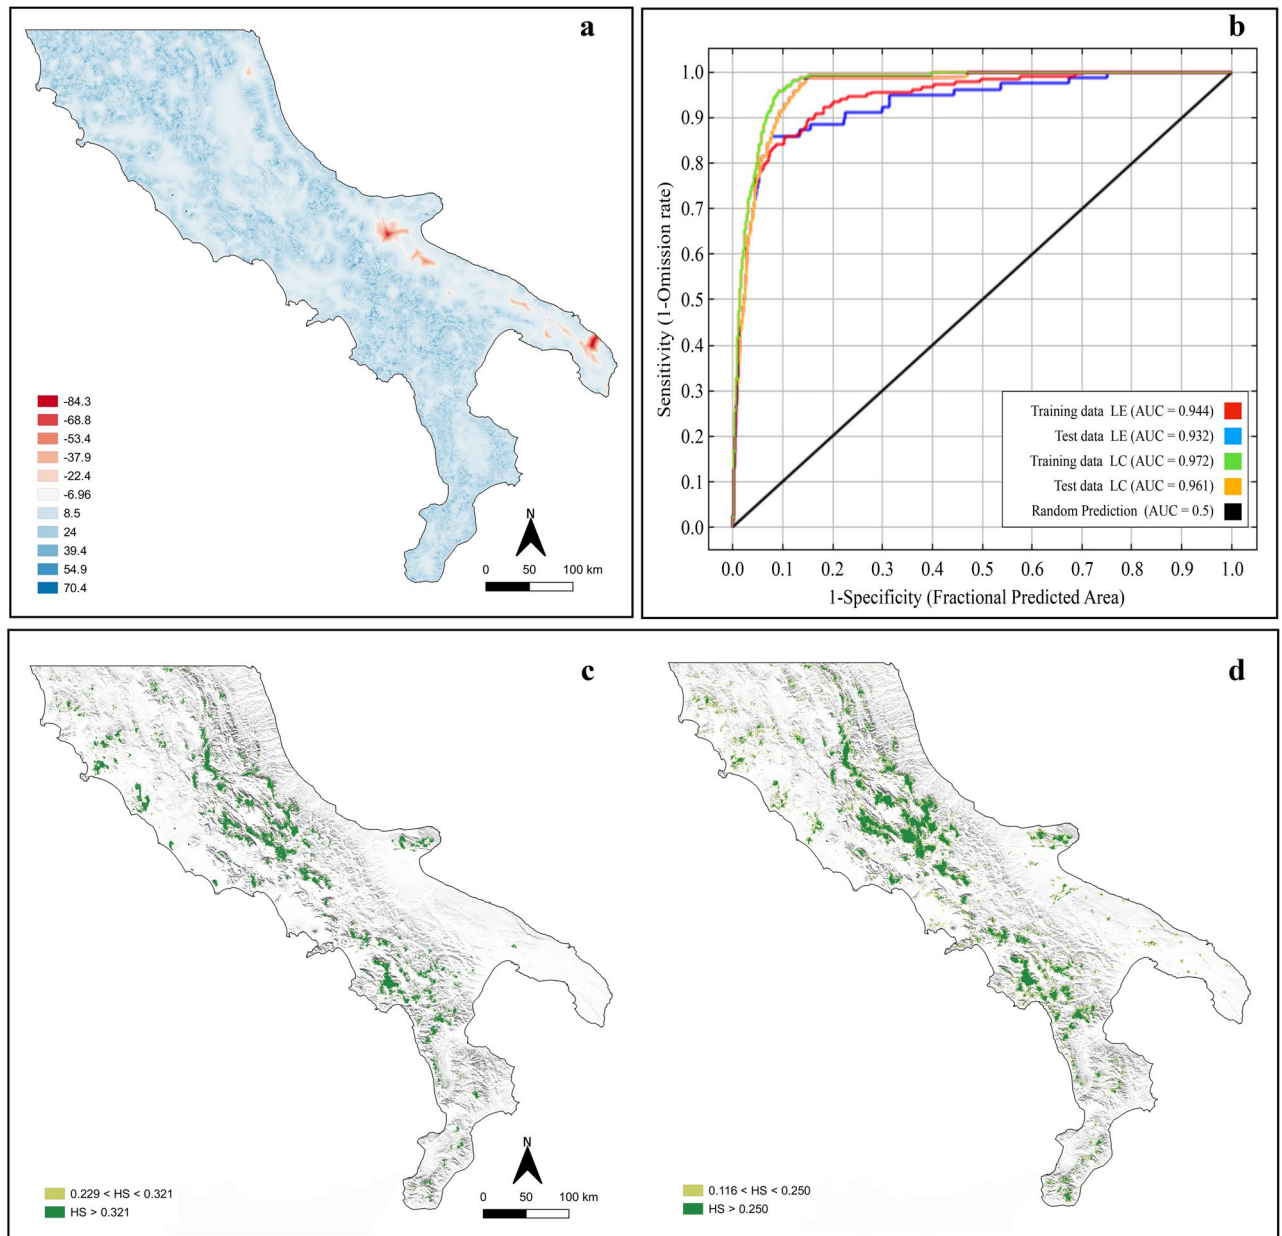 a
-84.3
-68.8
-53.4
-37.9
-22.4
-6.96
8.5
24
39.4
54.9
70.4
N
0 50 100 km
b
Sensitivity (1-Omission rate)
1.0
0.9
0.8
0.7
0.6
0.5
0.4
0.3
0.2
0.1
0.0
Training data LE (AUC = 0.944)
Test data LE (AUC = 0.932)
Training data LC (AUC = 0.972)
Test data LC (AUC = 0.961)
Random Prediction (AUC = 0.5)
0.0 0.1 0.2 0.3 0.4 0.5 0.6 0.7 0.8 0.9 1.0
1-Specificity (Fractional Predicted Area)
c
0.229 < HS < 0.321
HS > 0.321
N
0 50 100 km
d
0.116 < HS < 0.250
HS > 0.250